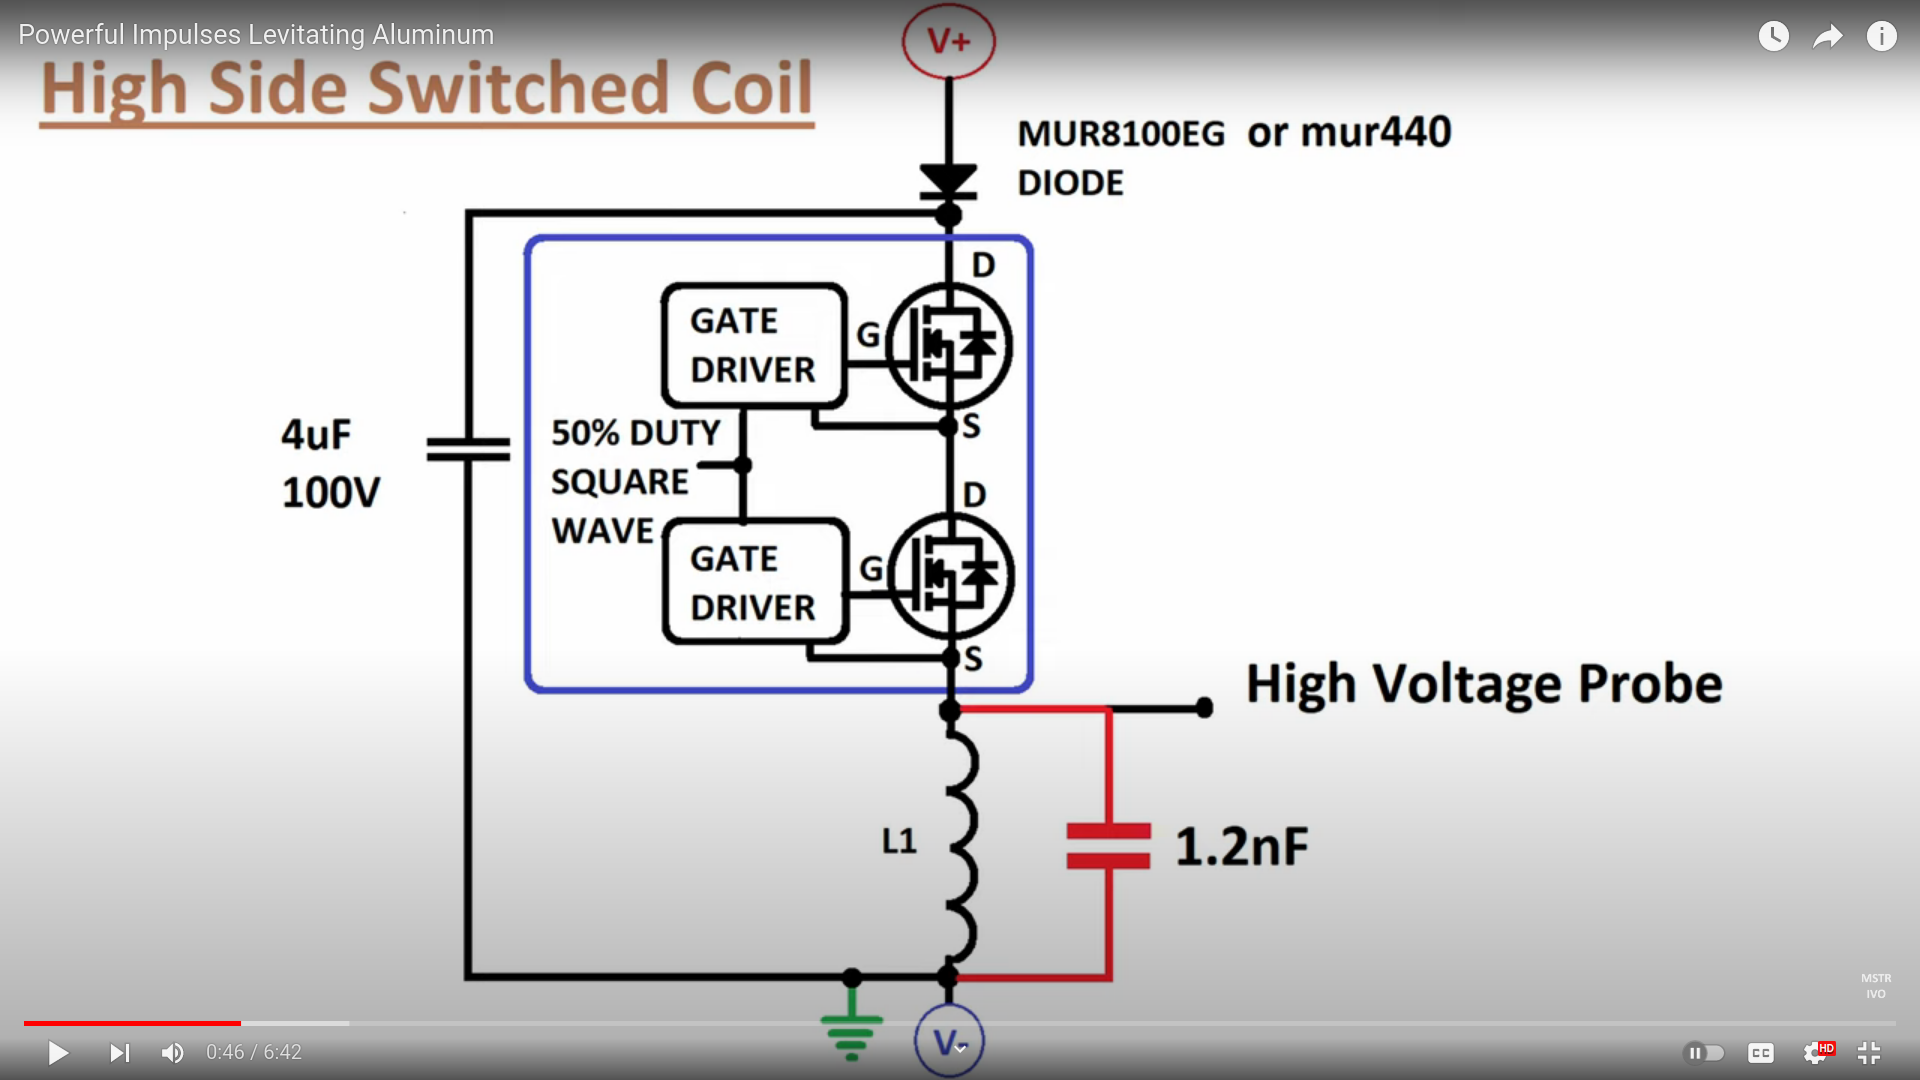 Powerful Impulses Levitating Aluminum
High Side Switched Coil
V+
MUR8100EG or mur440
DIODE
D
GATE
DRIVER
G
S
4uF
100V
50% DUTY
SQUARE
WAVE
D
GATE
DRIVER
G
S
High Voltage Probe
L1
1.2nF
MSTR
IVO
V-
0:46 / 6:42
CC
HD